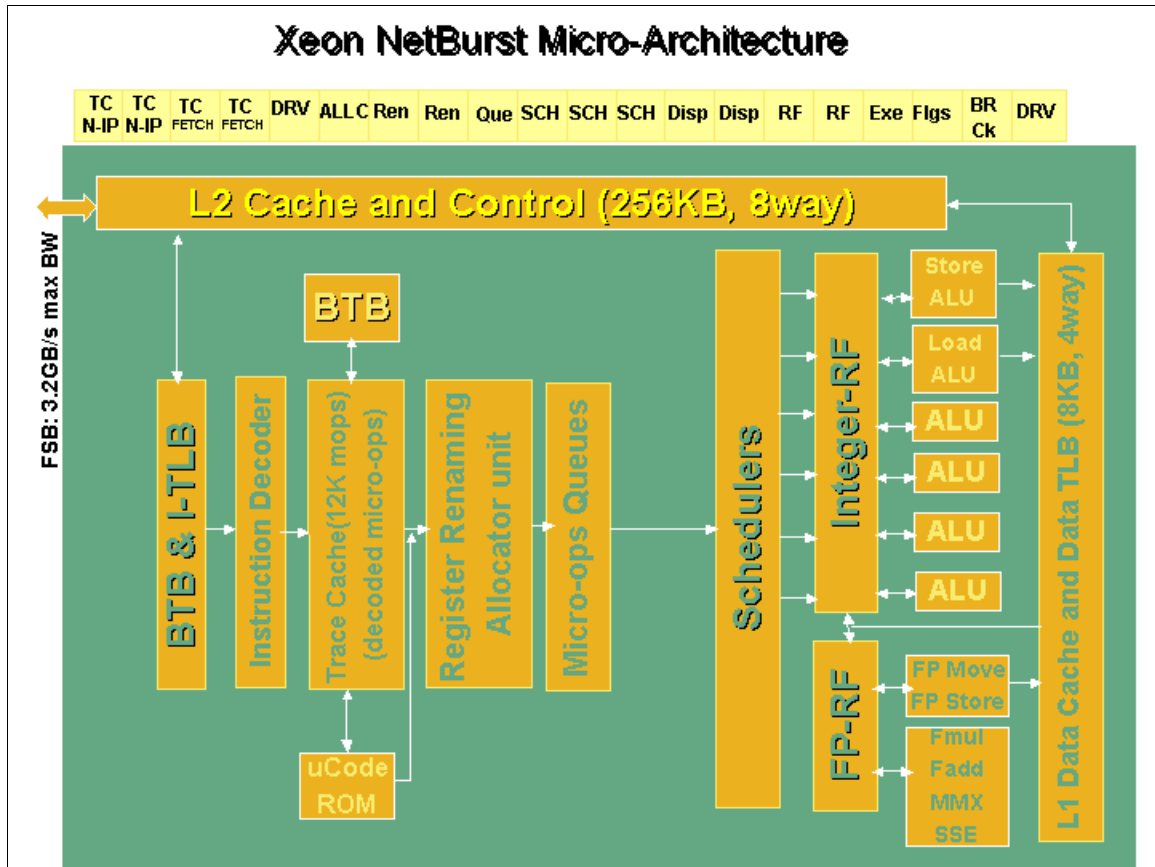 Xeon NetBurst Micro-Architecture
TC N-IP
TC N-IP
TC FETCH
TC FETCH
DRV
ALLC
Ren
Ren
Que
SCH
SCH
SCH
Disp
Disp
RF
RF
Exe
Flgs
BR Ck
DRV
L2 Cache and Control (256KB, 8way)
FSB: 3.2GB/s max BW
BTB
BTB & I-TLB
Instruction Decoder
Trace Cache(12K mops)
(decoded micro-ops)
Register Renaming
Allocator unit
Micro-ops Queues
uCode
ROM
Schedulers
Integer-RF
FP-RF
Store
ALU
Load
ALU
ALU
ALU
ALU
ALU
FP Move
FP Store
Fmul
Fadd
MMX
SSE
L1 Data Cache and Data TLB (8KB, 4way)